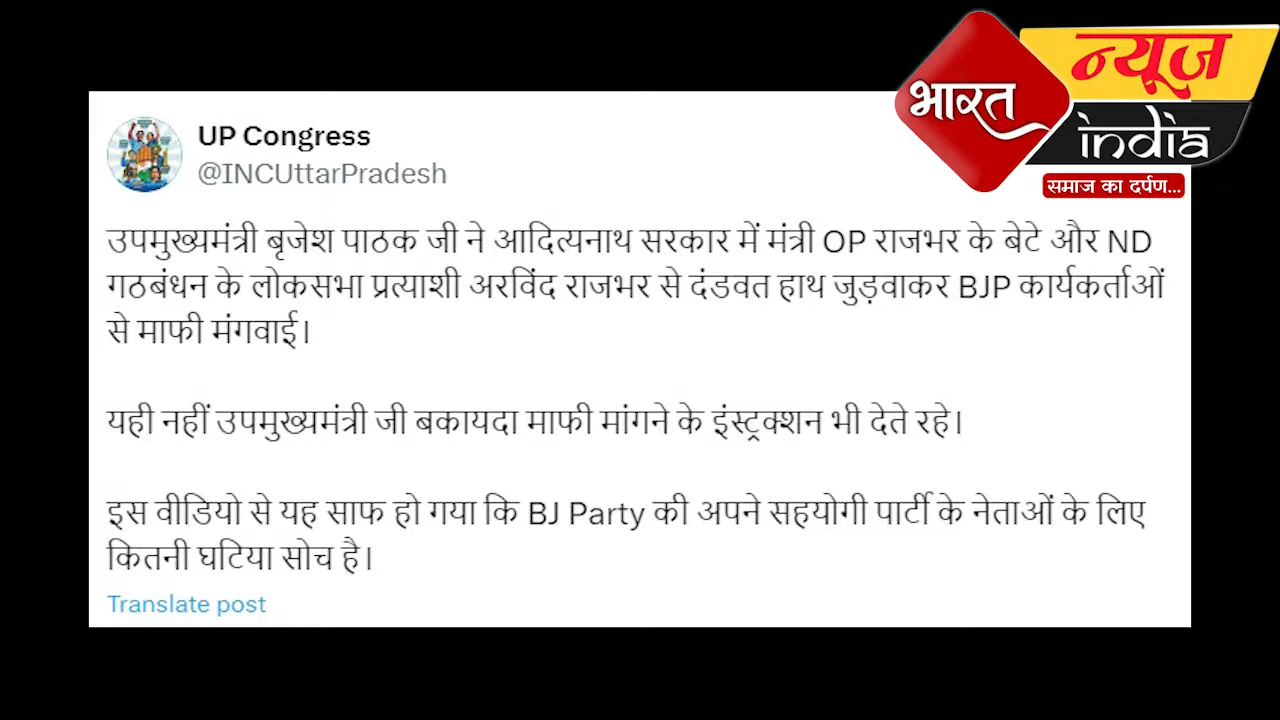 भारत
न्यूज
india
समाज का दर्पण...
UP Congress
@INCUttarPradesh
उपमुख्यमंत्री बृजेश पाठक जी ने आदित्यनाथ सरकार में मंत्री OP राजभर के बेटे और ND
गठबंधन के लोकसभा प्रत्याशी अरविंद राजभर से दंडवत हाथ जुड़वाकर BJP कार्यकर्ताओं
से माफी मंगवाई।
यही नहीं उपमुख्यमंत्री जी बकायदा माफी मांगने के इंस्ट्रक्शन भी देते रहे।
इस वीडियो से यह साफ हो गया कि BJ Party की अपने सहयोगी पार्टी के नेताओं के लिए
कितनी घटिया सोच है।
Translate post